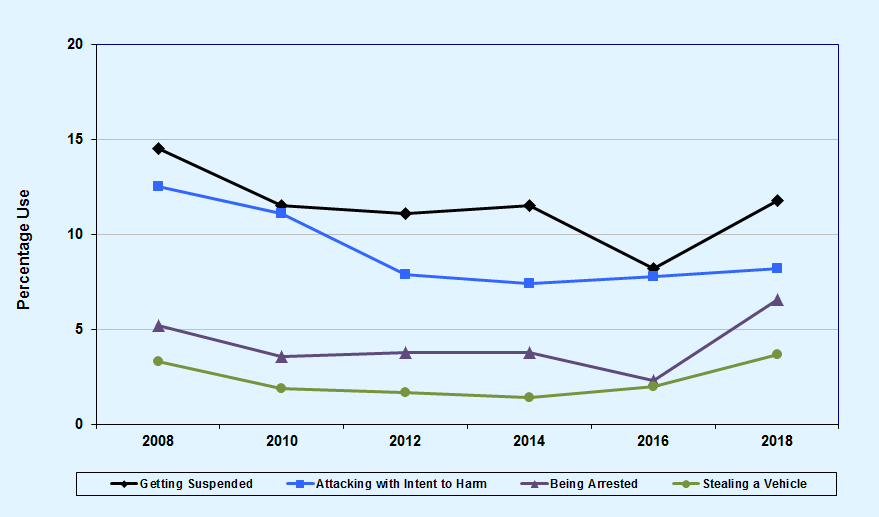 20
15
10
5
0
Percentage Use
2008 2010 2012 2014 2016 2018
Getting Suspended Attacking with Intent to Harm Being Arrested Stealing a Vehicle